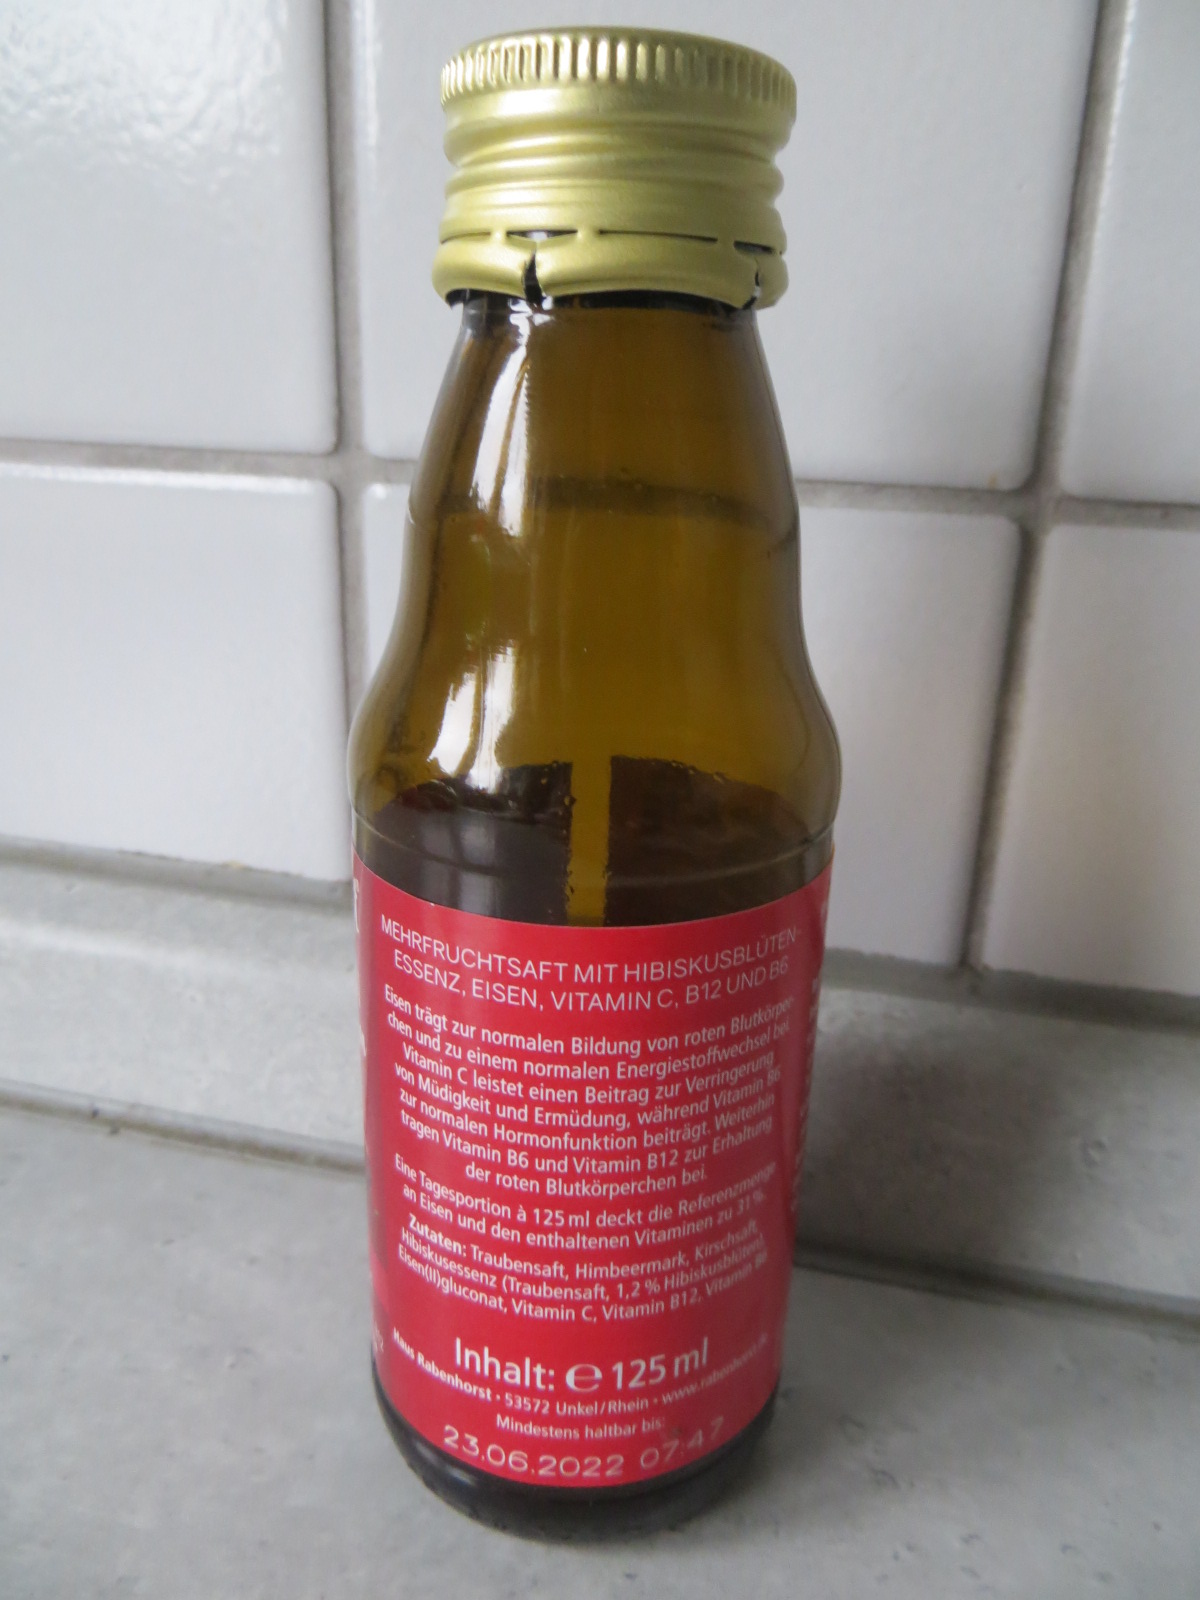 MEHRFRUCHTSAFT MIT HIBISKUSBLÜTEN-
ESSENZ, EISEN, VITAMIN C, B12 UND B6
Eisen trägt zur normalen Bildung von roten Blutkörper-
chen und zu einem normalen Energiestoffwechsel bei.
Vitamin C leistet einen Beitrag zur Verringerung
von Müdigkeit und Ermüdung, während Vitamin B6
zur normalen Hormonfunktion beiträgt. Weiterhin
tragen Vitamin B6 und Vitamin B12 zur Erhaltung
der roten Blutkörperchen bei.
Eine Tagesportion à 125 ml deckt die Referenzmenge
an Eisen und den enthaltenen Vitaminen zu 31 %.
Zutaten: Traubensaft, Himbeermark, Kirschsaft,
Hibiskusessenz (Traubensaft, 1,2 % Hibiskusblüten),
Eisen(II)gluconat, Vitamin C, Vitamin B12, Vitamin B6
Inhalt: ℮ 125 ml
Haus Rabenhorst • 53572 Unkel/Rhein • www.rabenhorst.de
Mindestens haltbar bis:
23.06.2022 07:47